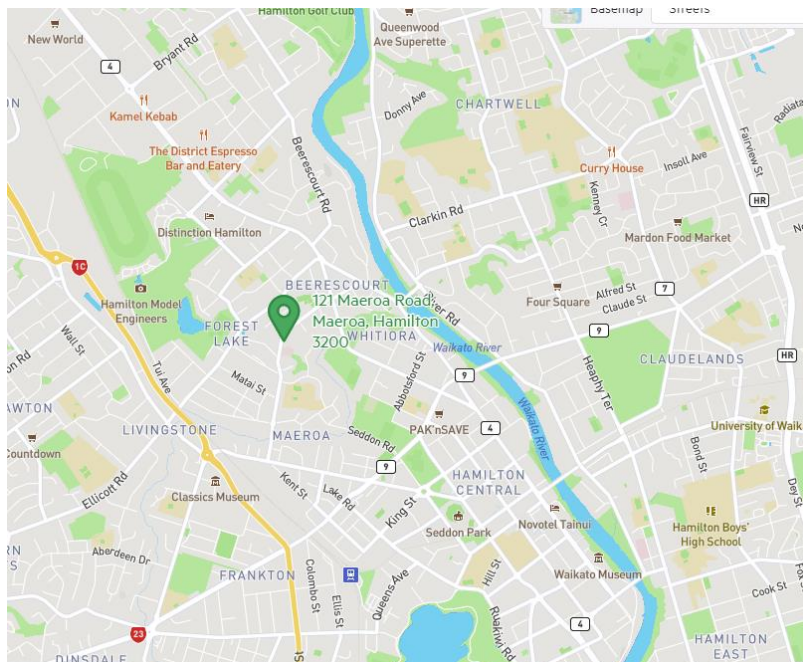 Hamilton Golf Club
Basemap
Streets
New World
Queenwood
Ave Superette
Bryant Rd
4
Donny Ave
CHARTWELL
Kamel Kebab
The District Espresso
Bar and Eatery
Beerescourt Rd
Fairview St
Insoll Ave
Curry House
Kenney Cr
HR
Clarkin Rd
Distinction Hamilton
Mardon Food Market
1C
Hamilton Model
Engineers
BEERESCOURT
121 Maeroa Road,
Maeroa, Hamilton
3200
Four Square
Alfred St
7
Claude St
9
FOREST
LAKE
WHITIORA
Waikato River
CLAUDELANDS
HR
Wall St
Tui Ave
Matai St
Abbotsford St
9
Heaphy Ter
Waikato River
PAK'nSAVE
4
LIVINGSTONE
MAEROA
Seddon Rd
Countdown
9
Bond St
Dey St
Ellicott Rd
Classics Museum
Kent St
Lake Rd
King St
HAMILTON
CENTRAL
Seddon Park
Novotel Tainui
Hamilton Boys'
High School
Aberdeen Dr
FRANKTON
Colombo St
Ellis St
Queens Ave
Hill St
Ruakiwi Rd
Waikato Museum
Cook St
4
23
DINSDALE
HAMILTON
EAST